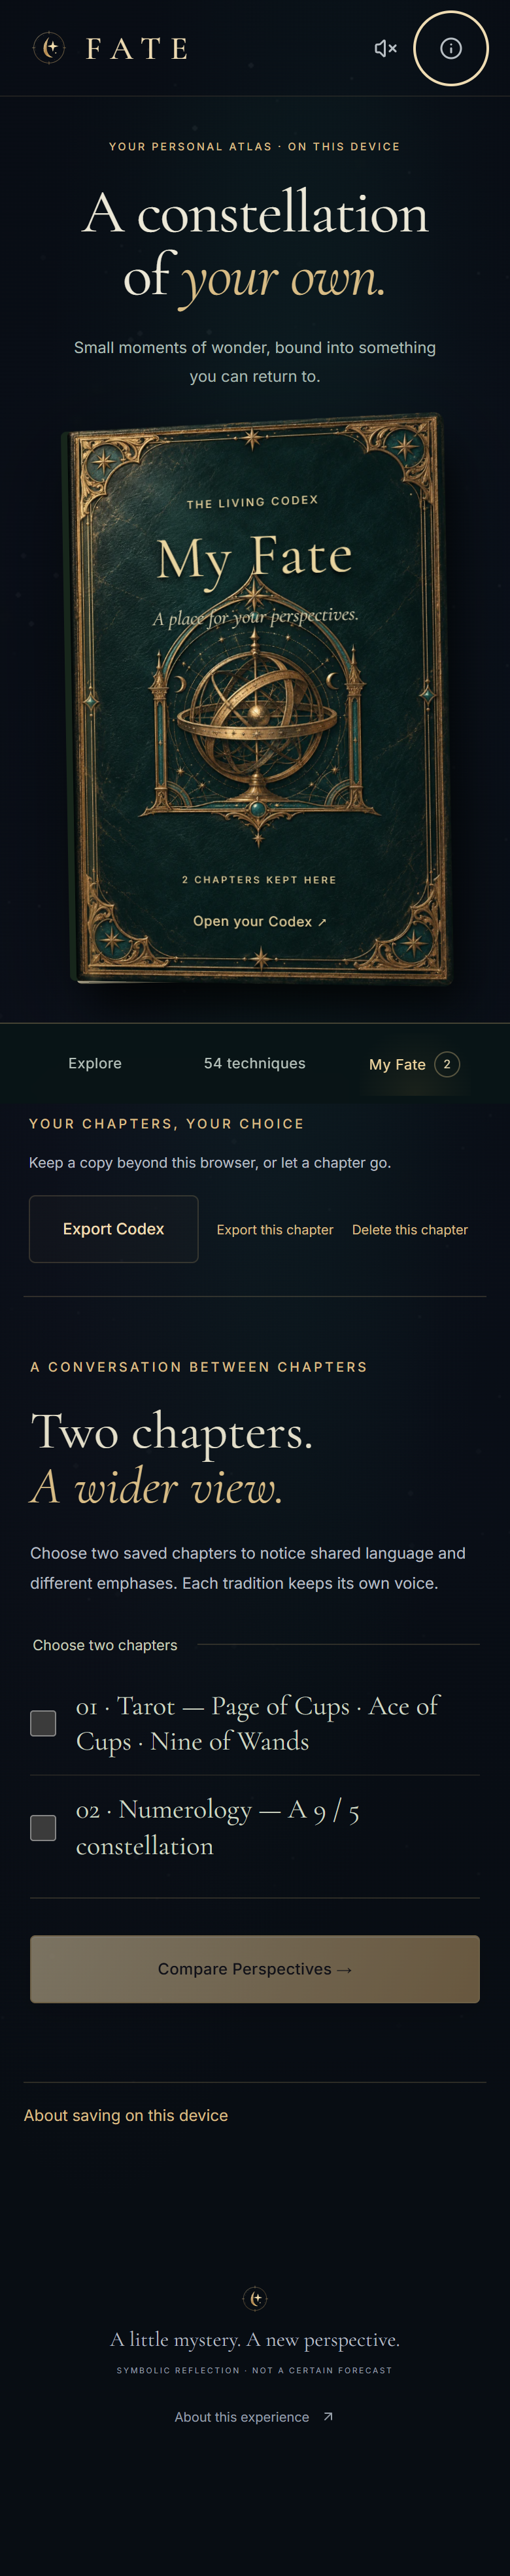 FATE
YOUR PERSONAL ATLAS · ON THIS DEVICE
A constellation
of your own.
Small moments of wonder, bound into something
you can return to.
THE LIVING CODEX
My Fate
A place for your perspectives.
2 CHAPTERS KEPT HERE
Open your Codex ↗
Explore
54 techniques
My Fate 2
YOUR CHAPTERS, YOUR CHOICE
Keep a copy beyond this browser, or let a chapter go.
Export Codex
Export this chapter
Delete this chapter
A CONVERSATION BETWEEN CHAPTERS
Two chapters.
A wider view.
Choose two saved chapters to notice shared language and
different emphases. Each tradition keeps its own voice.
Choose two chapters
01 · Tarot — Page of Cups · Ace of
Cups · Nine of Wands
02 · Numerology — A 9 / 5
constellation
Compare Perspectives →
About saving on this device
A little mystery. A new perspective.
SYMBOLIC REFLECTION · NOT A CERTAIN FORECAST
About this experience ↗